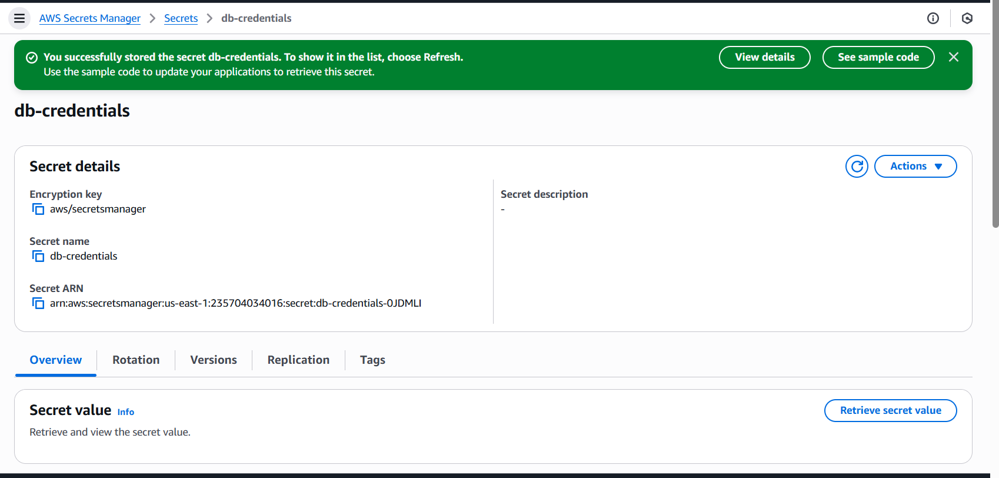 AWS Secrets Manager > Secrets > db-credentials
You successfully stored the secret db-credentials. To show it in the list, choose Refresh.
Use the sample code to update your applications to retrieve this secret.
View details
See sample code
db-credentials
Secret details
Actions
Encryption key
aws/secretsmanager
Secret description
-
Secret name
db-credentials
Secret ARN
arn:aws:secretsmanager:us-east-1:235704034016:secret:db-credentials-0JDMLI
Overview
Rotation
Versions
Replication
Tags
Secret value Info
Retrieve secret value
Retrieve and view the secret value.